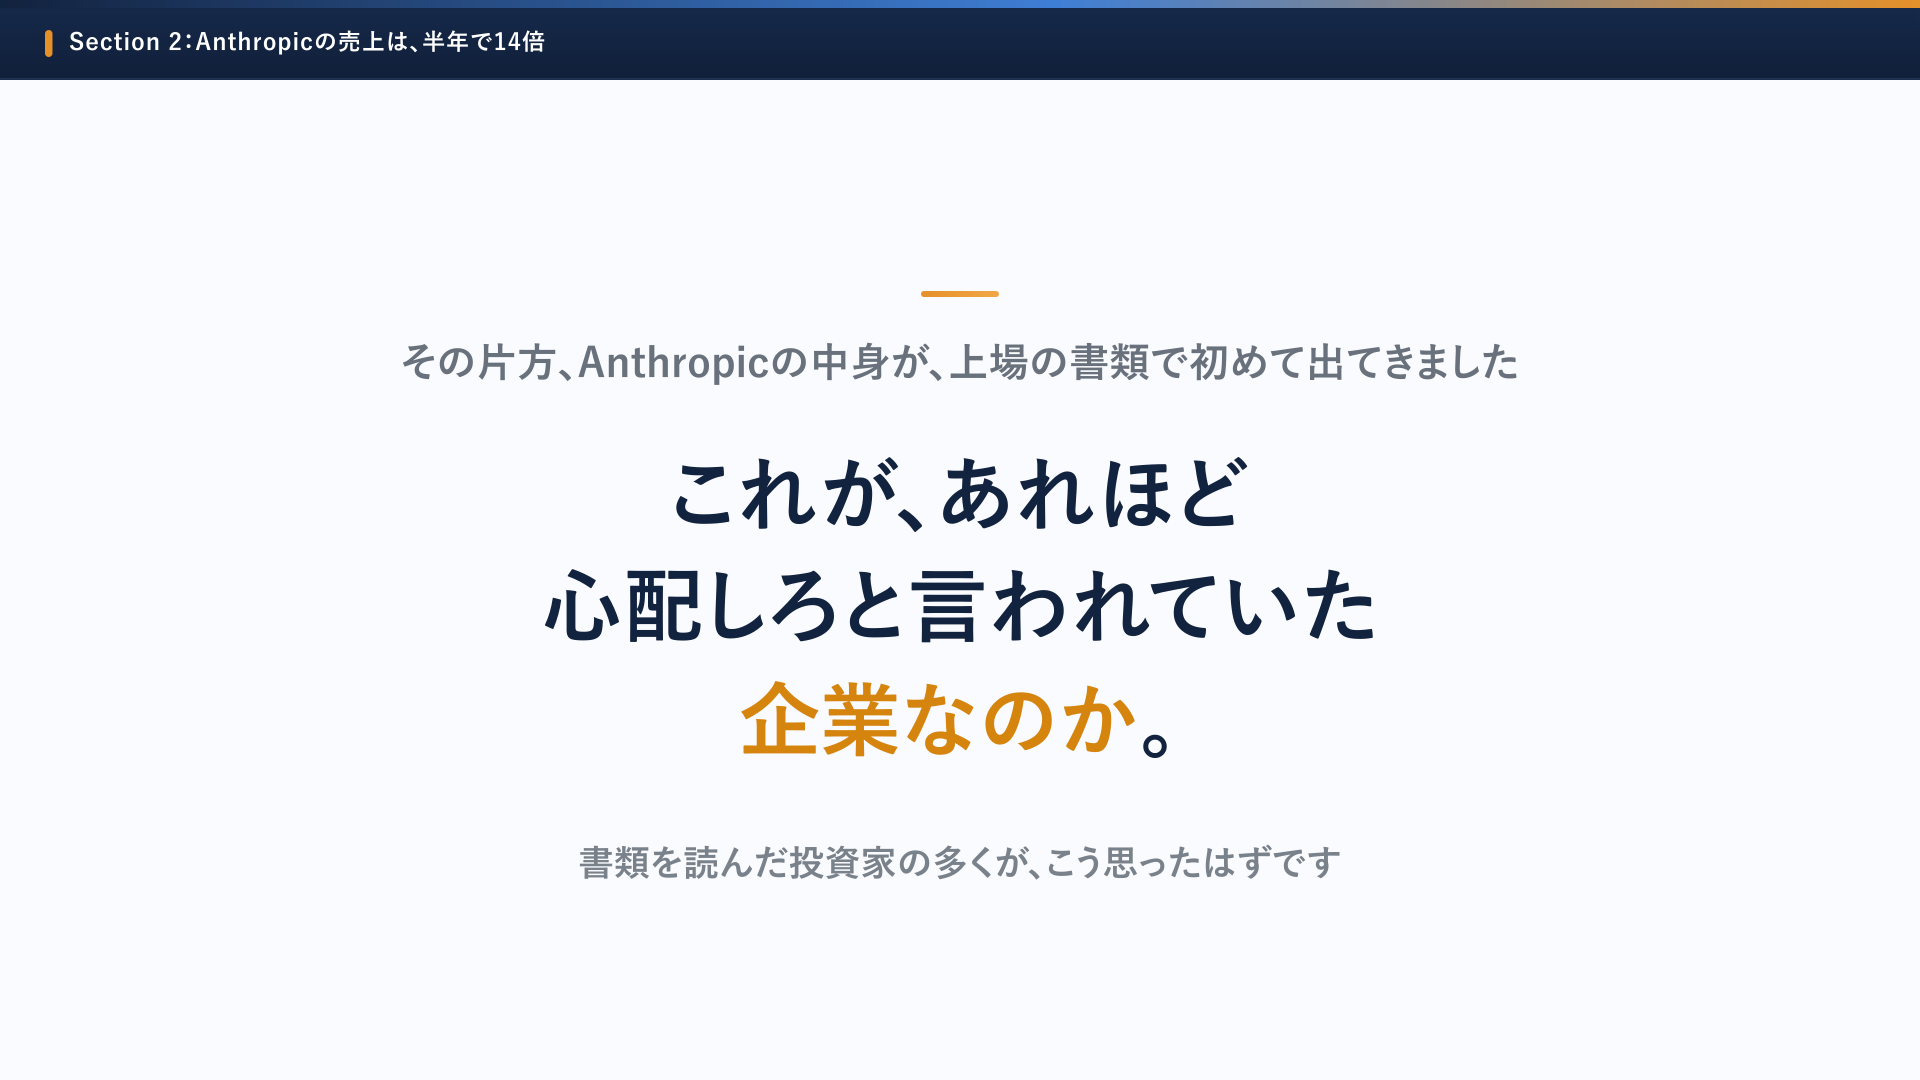 Section 2：Anthropicの売上は、半年で14倍
その片方、Anthropicの中身が、上場の書類で初めて出てきました
これが、あれほど
心配しろと言われていた
企業なのか。
書類を読んだ投資家の多くが、こう思ったはずです